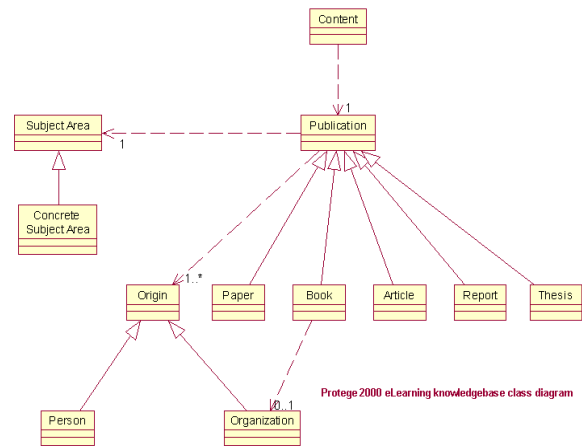 Content
1
Subject Area
Publication
1
Concrete
Subject Area
1..*
Origin
Paper
Book
Article
Report
Thesis
Protege 2000 eLearning knowledgebase class diagram
0..1
Person
Organization